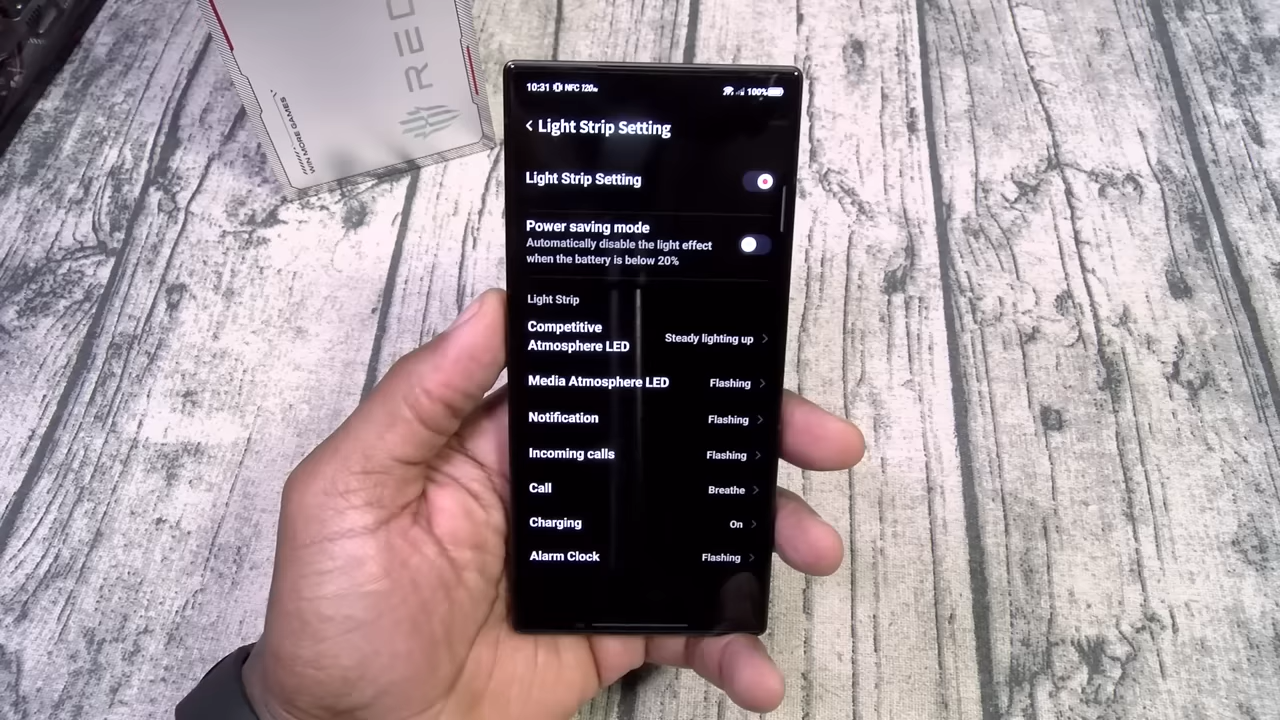 REC
WIN MORE GAMES
10:31 NFC 120Hz 100%
Light Strip Setting
Light Strip Setting
Power saving mode
Automatically disable the light effect
when the battery is below 20%
Light Strip
Competitive
Atmosphere LED
Steady lighting up
Media Atmosphere LED Flashing
Notification Flashing
Incoming calls Flashing
Call Breathe
Charging On
Alarm Clock Flashing